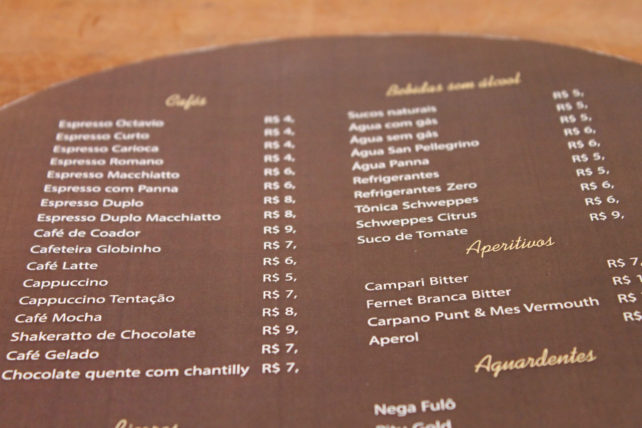 Cafés
Espresso Octavio R$ 4,
Espresso Curto R$ 4,
Espresso Carioca R$ 4,
Espresso Romano R$ 4,
Espresso Macchiatto R$ 6,
Espresso com Panna R$ 6,
Espresso Duplo R$ 8,
Espresso Duplo Macchiatto R$ 8,
Café de Coador R$ 9,
Cafeteira Globinho R$ 7,
Café Latte R$ 6,
Cappuccino R$ 5,
Cappuccino Tentação R$ 7,
Café Mocha R$ 8,
Shakeratto de Chocolate R$ 9,
Café Gelado R$ 7,
Chocolate quente com chantilly R$ 7,
Bebidas sem álcool
Sucos naturais R$ 5,
Água com gás R$ 5,
Água sem gás R$ 5,
Água San Pellegrino R$ 6,
Água Panna R$ 6,
Refrigerantes R$ 5,
Refrigerantes Zero R$ 5,
Tônica Schweppes R$ 6,
Schweppes Citrus R$ 6,
Suco de Tomate R$ 9,
Aperitivos
Campari Bitter R$ 7,
Fernet Branca Bitter R$ 1
Carpano Punt & Mes Vermouth R$
Aperol R$
Aguardentes
Nega Fulô